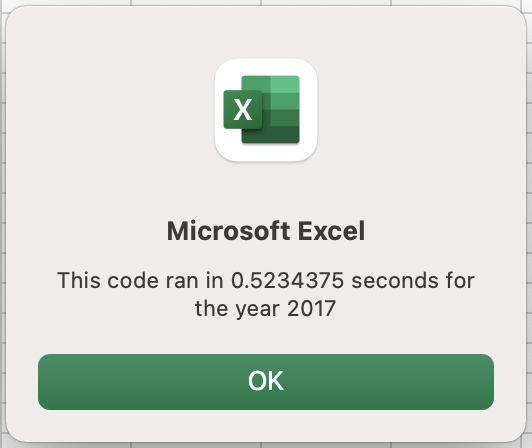 X
Microsoft Excel
This code ran in 0.5234375 seconds for
the year 2017
OK